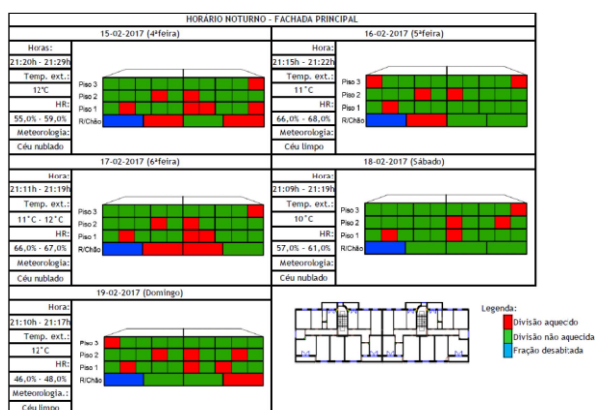 HORÁRIO NOTURNO - FACHADA PRINCIPAL
15-02-2017 (4ªfeira)
Horas:
21:20h - 21:29h
Temp. ext.:
12°C
HR:
55,0% - 59,0%
Meteorologia:
Céu nublado
Piso 3
Piso 2
Piso 1
R/Chão
16-02-2017 (5ªfeira)
Hora:
21:15h - 21:22h
Temp. ext.:
11°C
HR:
66,0% - 68,0%
Meteorologia:
Céu limpo
Piso 3
Piso 2
Piso 1
R/Chão
17-02-2017 (6ªfeira)
Hora:
21:11h - 21:19h
Temp. ext.:
11°C - 12°C
HR:
66,0% - 67,0%
Meteorologia:
Céu nublado
Piso 3
Piso 2
Piso 1
R/Chão
18-02-2017 (Sábado)
Hora:
21:09h - 21:19h
Temp. ext.:
10°C
HR:
57,0% - 61,0%
Meteorologia:
Céu nublado
Piso 3
Piso 2
Piso 1
R/Chão
19-02-2017 (Domingo)
Hora:
21:10h - 21:17h
Temp. ext.:
12°C
HR:
46,0% - 48,0%
Meteorologia.:
Céu limpo
Piso 3
Piso 2
Piso 1
R/Chão
Legenda:
Divisão aquecido
Divisão não aquecida
Fração desabitada